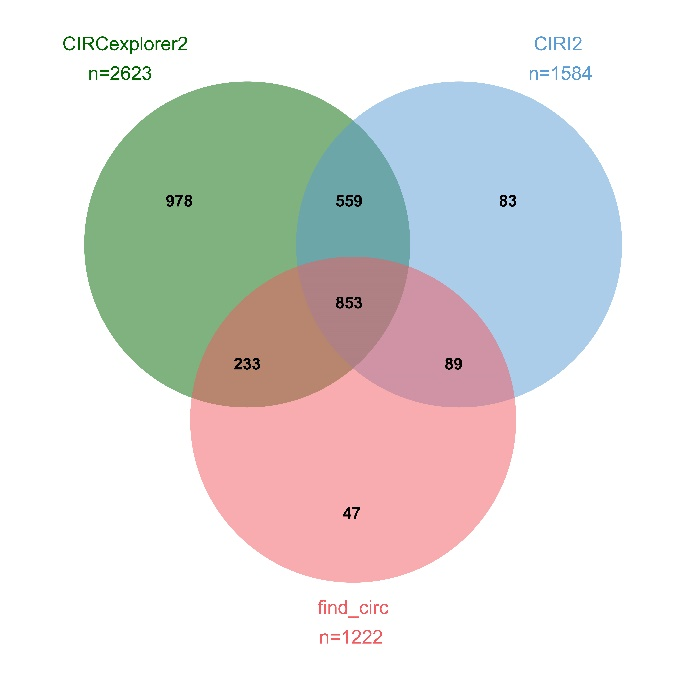 CIRCexplorer2
n=2623
CIRI2
n=1584
978
559
83
853
233
89
47
find_circ
n=1222